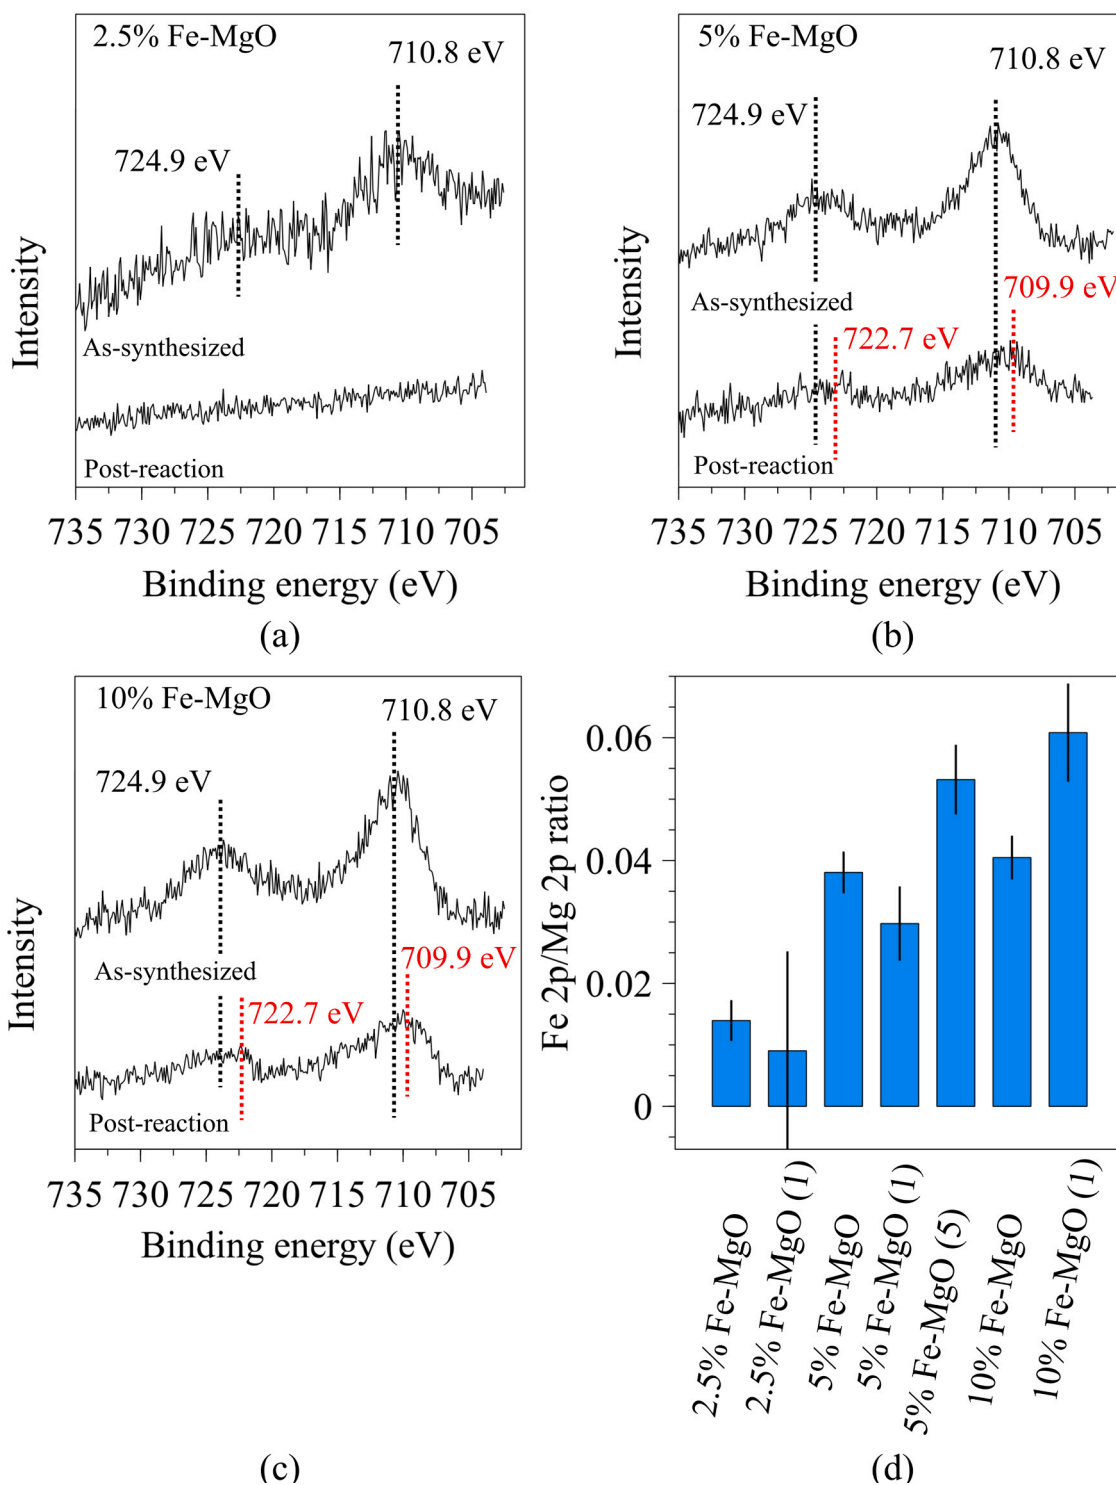 2.5% Fe-MgO
710.8 eV
724.9 eV
As-synthesized
Post-reaction
Intensity
735 730 725 720 715 710 705
Binding energy (eV)
(a)
5% Fe-MgO
710.8 eV
724.9 eV
As-synthesized
709.9 eV
722.7 eV
Post-reaction
Intensity
735 730 725 720 715 710 705
Binding energy (eV)
(b)
10% Fe-MgO
710.8 eV
724.9 eV
As-synthesized
709.9 eV
722.7 eV
Post-reaction
Intensity
735 730 725 720 715 710 705
Binding energy (eV)
(c)
Fe 2p/Mg 2p ratio
0.06
0.04
0.02
0
2.5% Fe-MgO
2.5% Fe-MgO (1)
5% Fe-MgO
5% Fe-MgO (1)
5% Fe-MgO (5)
10% Fe-MgO
10% Fe-MgO (1)
(d)